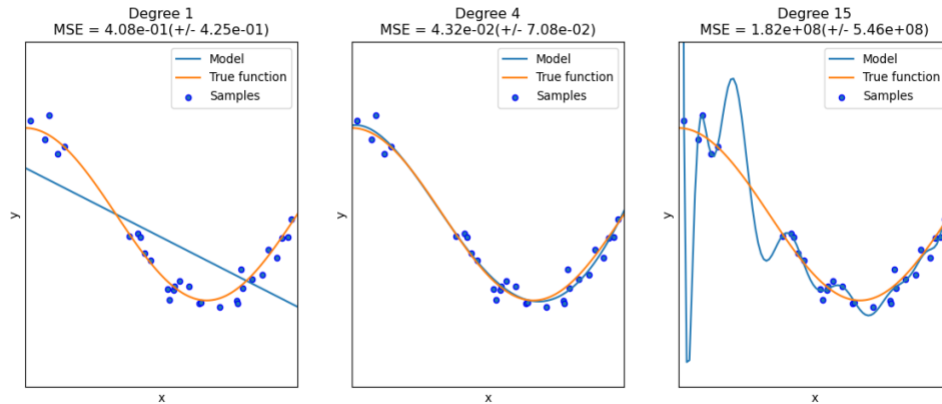 Degree 1
MSE = 4.08e-01(+/- 4.25e-01)
Model
True function
Samples
y
x
Degree 4
MSE = 4.32e-02(+/- 7.08e-02)
Model
True function
Samples
y
x
Degree 15
MSE = 1.82e+08(+/- 5.46e+08)
Model
True function
Samples
y
x